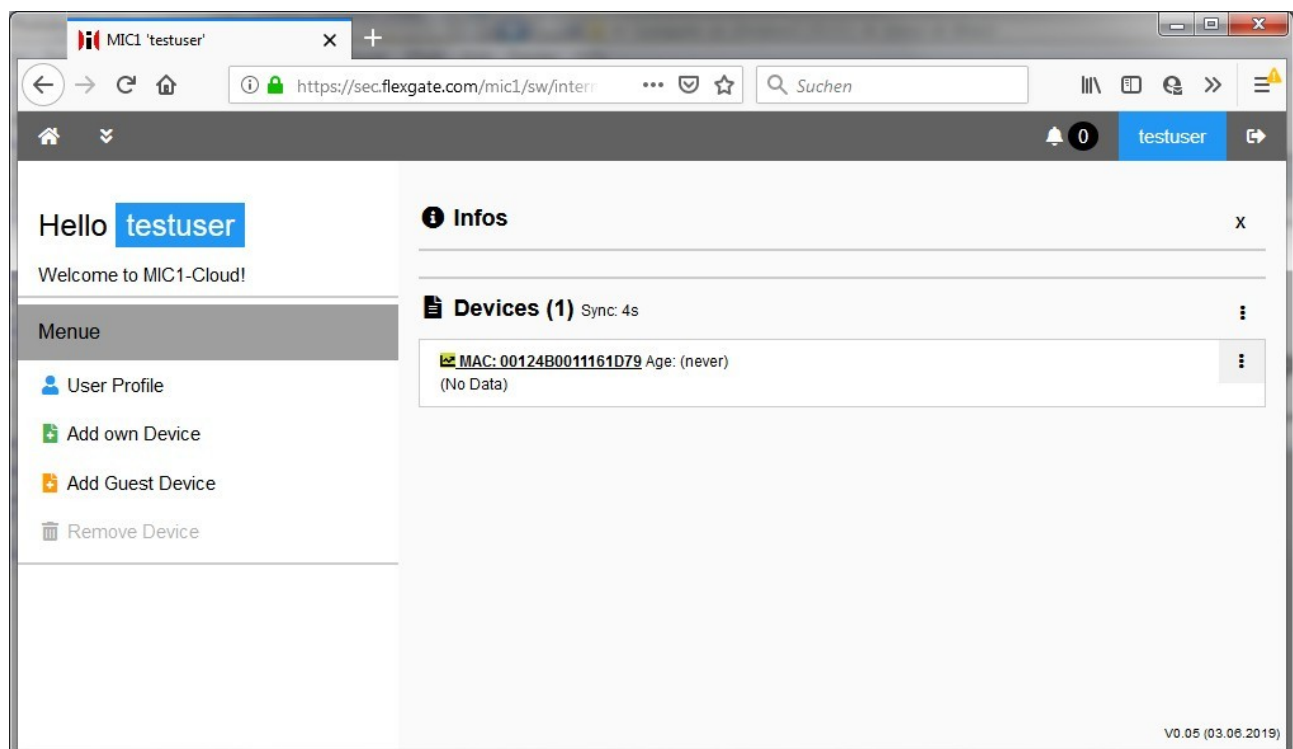 MIC1 'testuser'
https://sec.flexgate.com/mic1/sw/intern
Suchen
0
testuser
Hello testuser
Welcome to MIC1-Cloud!
Menue
User Profile
Add own Device
Add Guest Device
Remove Device
Infos
x
Devices (1) Sync: 4s
MAC: 00124B0011161D79 Age: (never)
(No Data)
V0.05 (03.06.2019)